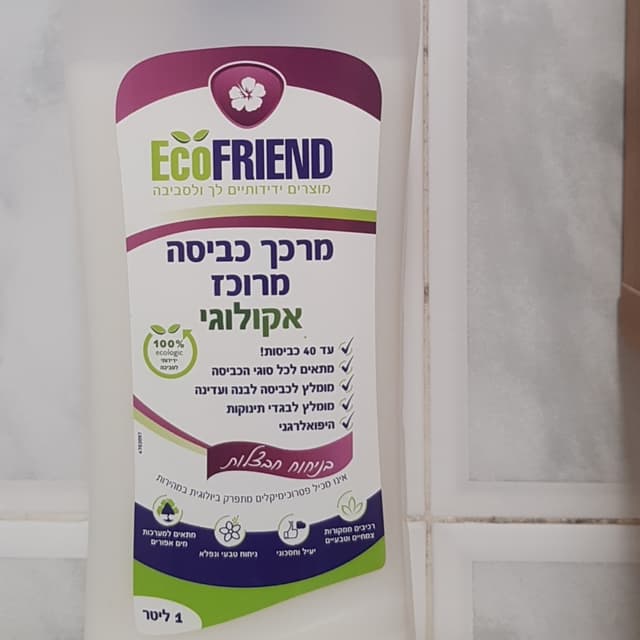 ECOFRIEND
מוצרים ידידותיים לך ולסביבה
מרכך כביסה
מרוכז
אקולוגי
100%
ecologic
ידידותי
לסביבה
עד 40 כביסות!
מתאים לכל סוגי הכביסה
מומלץ לכביסה לבנה ועדינה
מומלץ לבגדי תינוקות
היפואלרגני
בניחוח חבצלות
אינו מכיל פטרוכימיקלים מתפרק ביולוגית במהירות
רכיבים ממקורות
צמחיים וטבעיים
יעיל וחסכוני
ניחוח טבעי ונפלא
מתאים למערכות
מים אפורים
1 ליטר